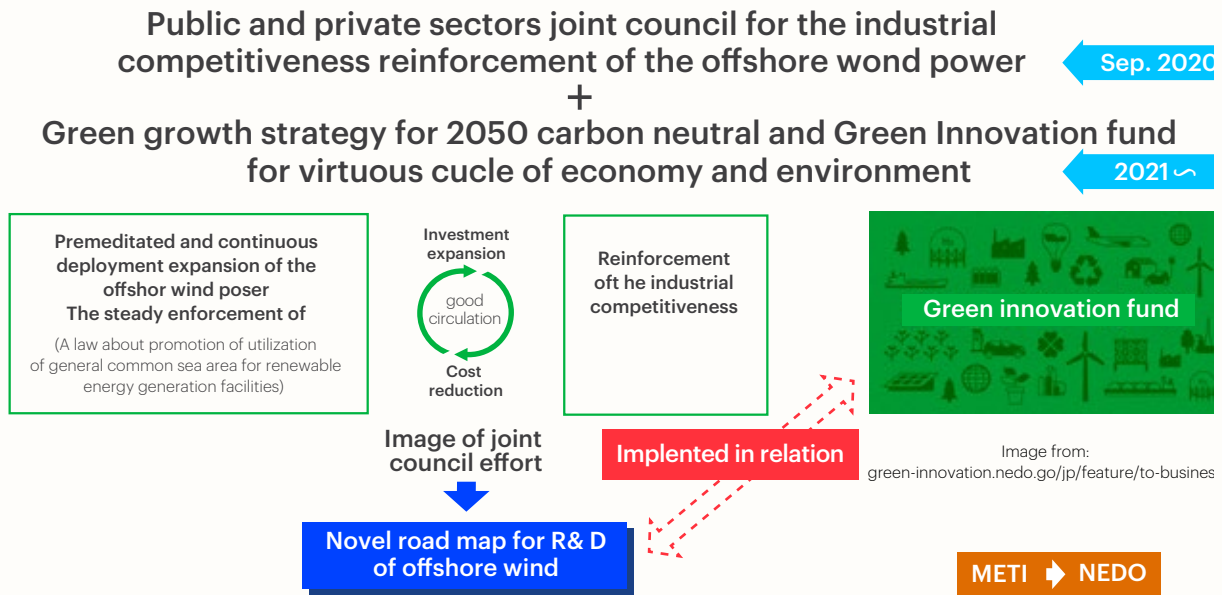 Public and private sectors joint council for the industrial
competitiveness reinforcement of the offshore wond power
Sep. 2020
+
Green growth strategy for 2050 carbon neutral and Green Innovation fund
for virtuous cucle of economy and environment
2021 ∽
Premeditated and continuous
deployment expansion of the
offshor wind poser
The steady enforcement of
(A law about promotion of utilization
of general common sea area for renewable
energy generation facilities)
Investment
expansion
good
circulation
Cost
reduction
Reinforcement
oft he industrial
competitiveness
Green innovation fund
Image of joint
council effort
Implented in relation
Image from:
green-innovation.nedo.go/jp/feature/to-busines
Novel road map for R& D
of offshore wind
METI
NEDO